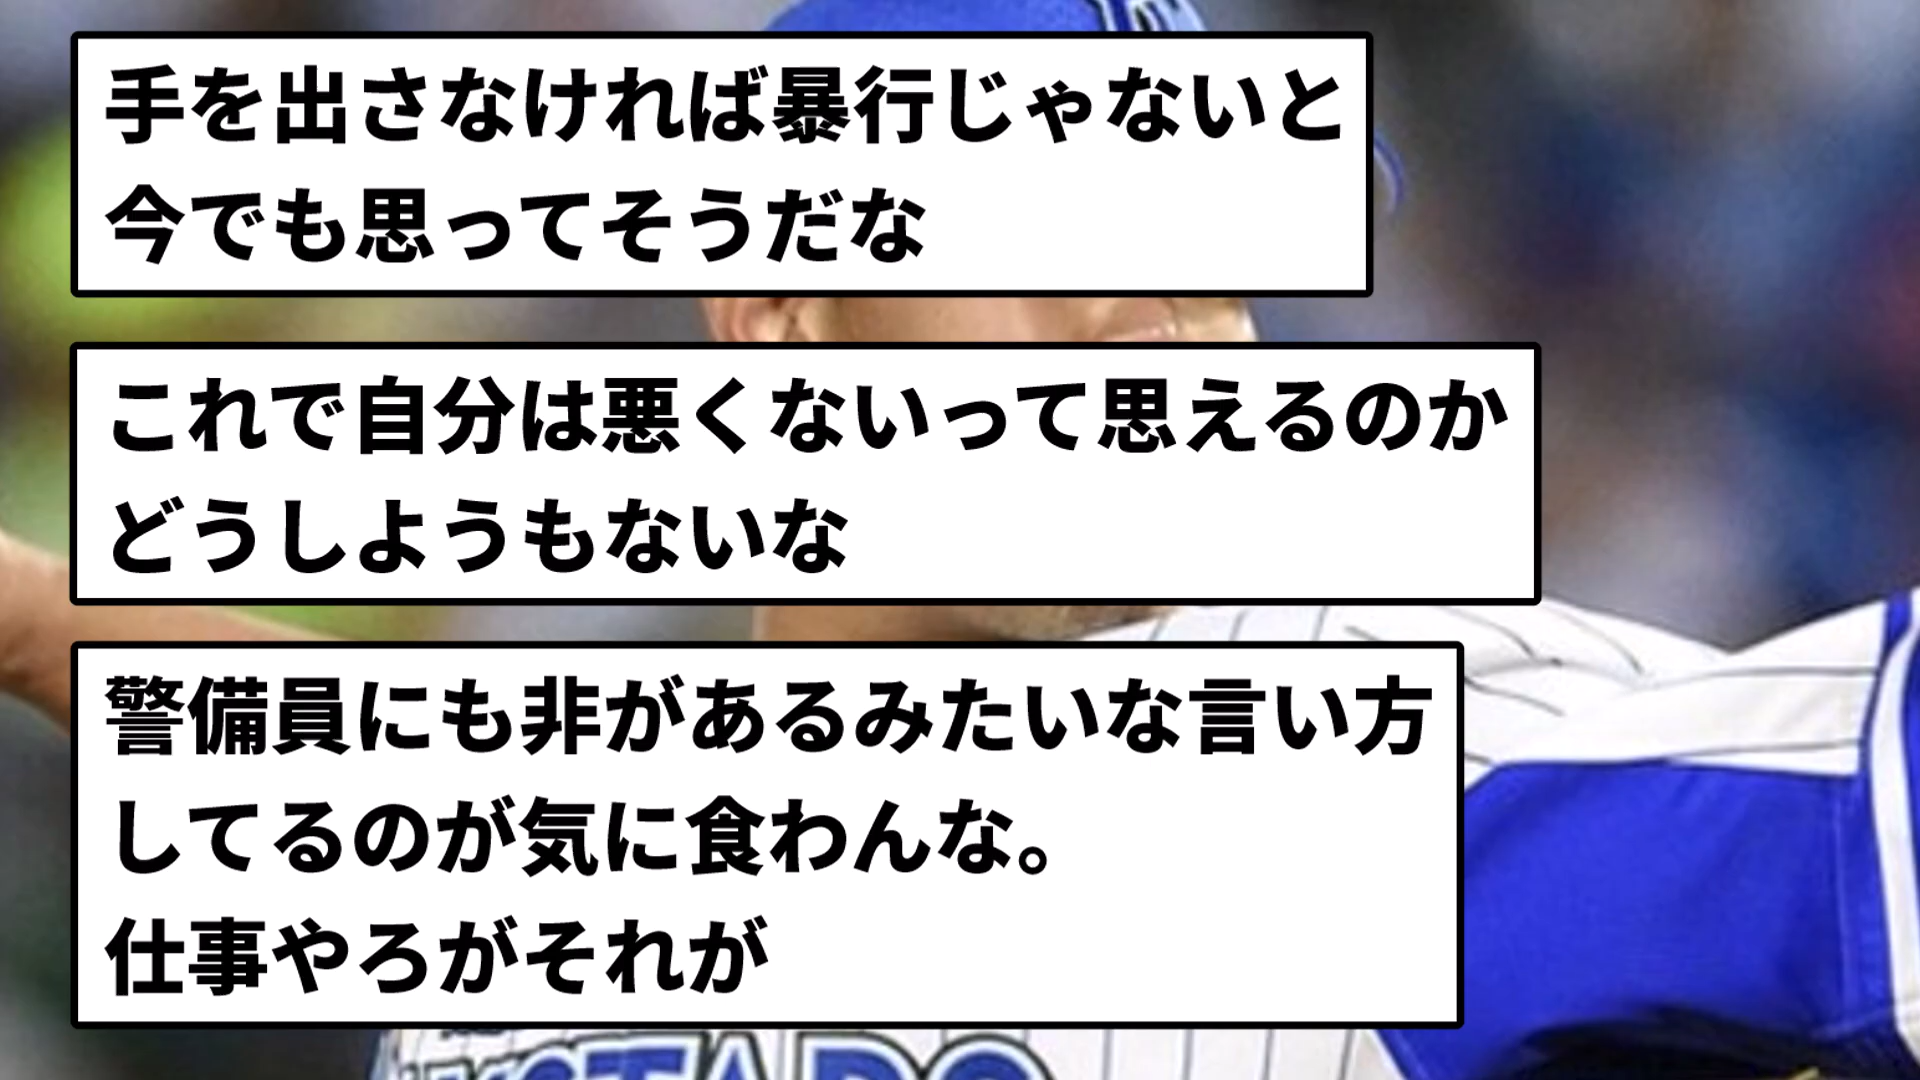 手を出さなければ暴行じゃないと
今でも思ってそうだな
これで自分は悪くないって思えるのか
どうしようもないな
警備員にも非があるみたいな言い方
してるのが気に食わんな。
仕事やろがそれが